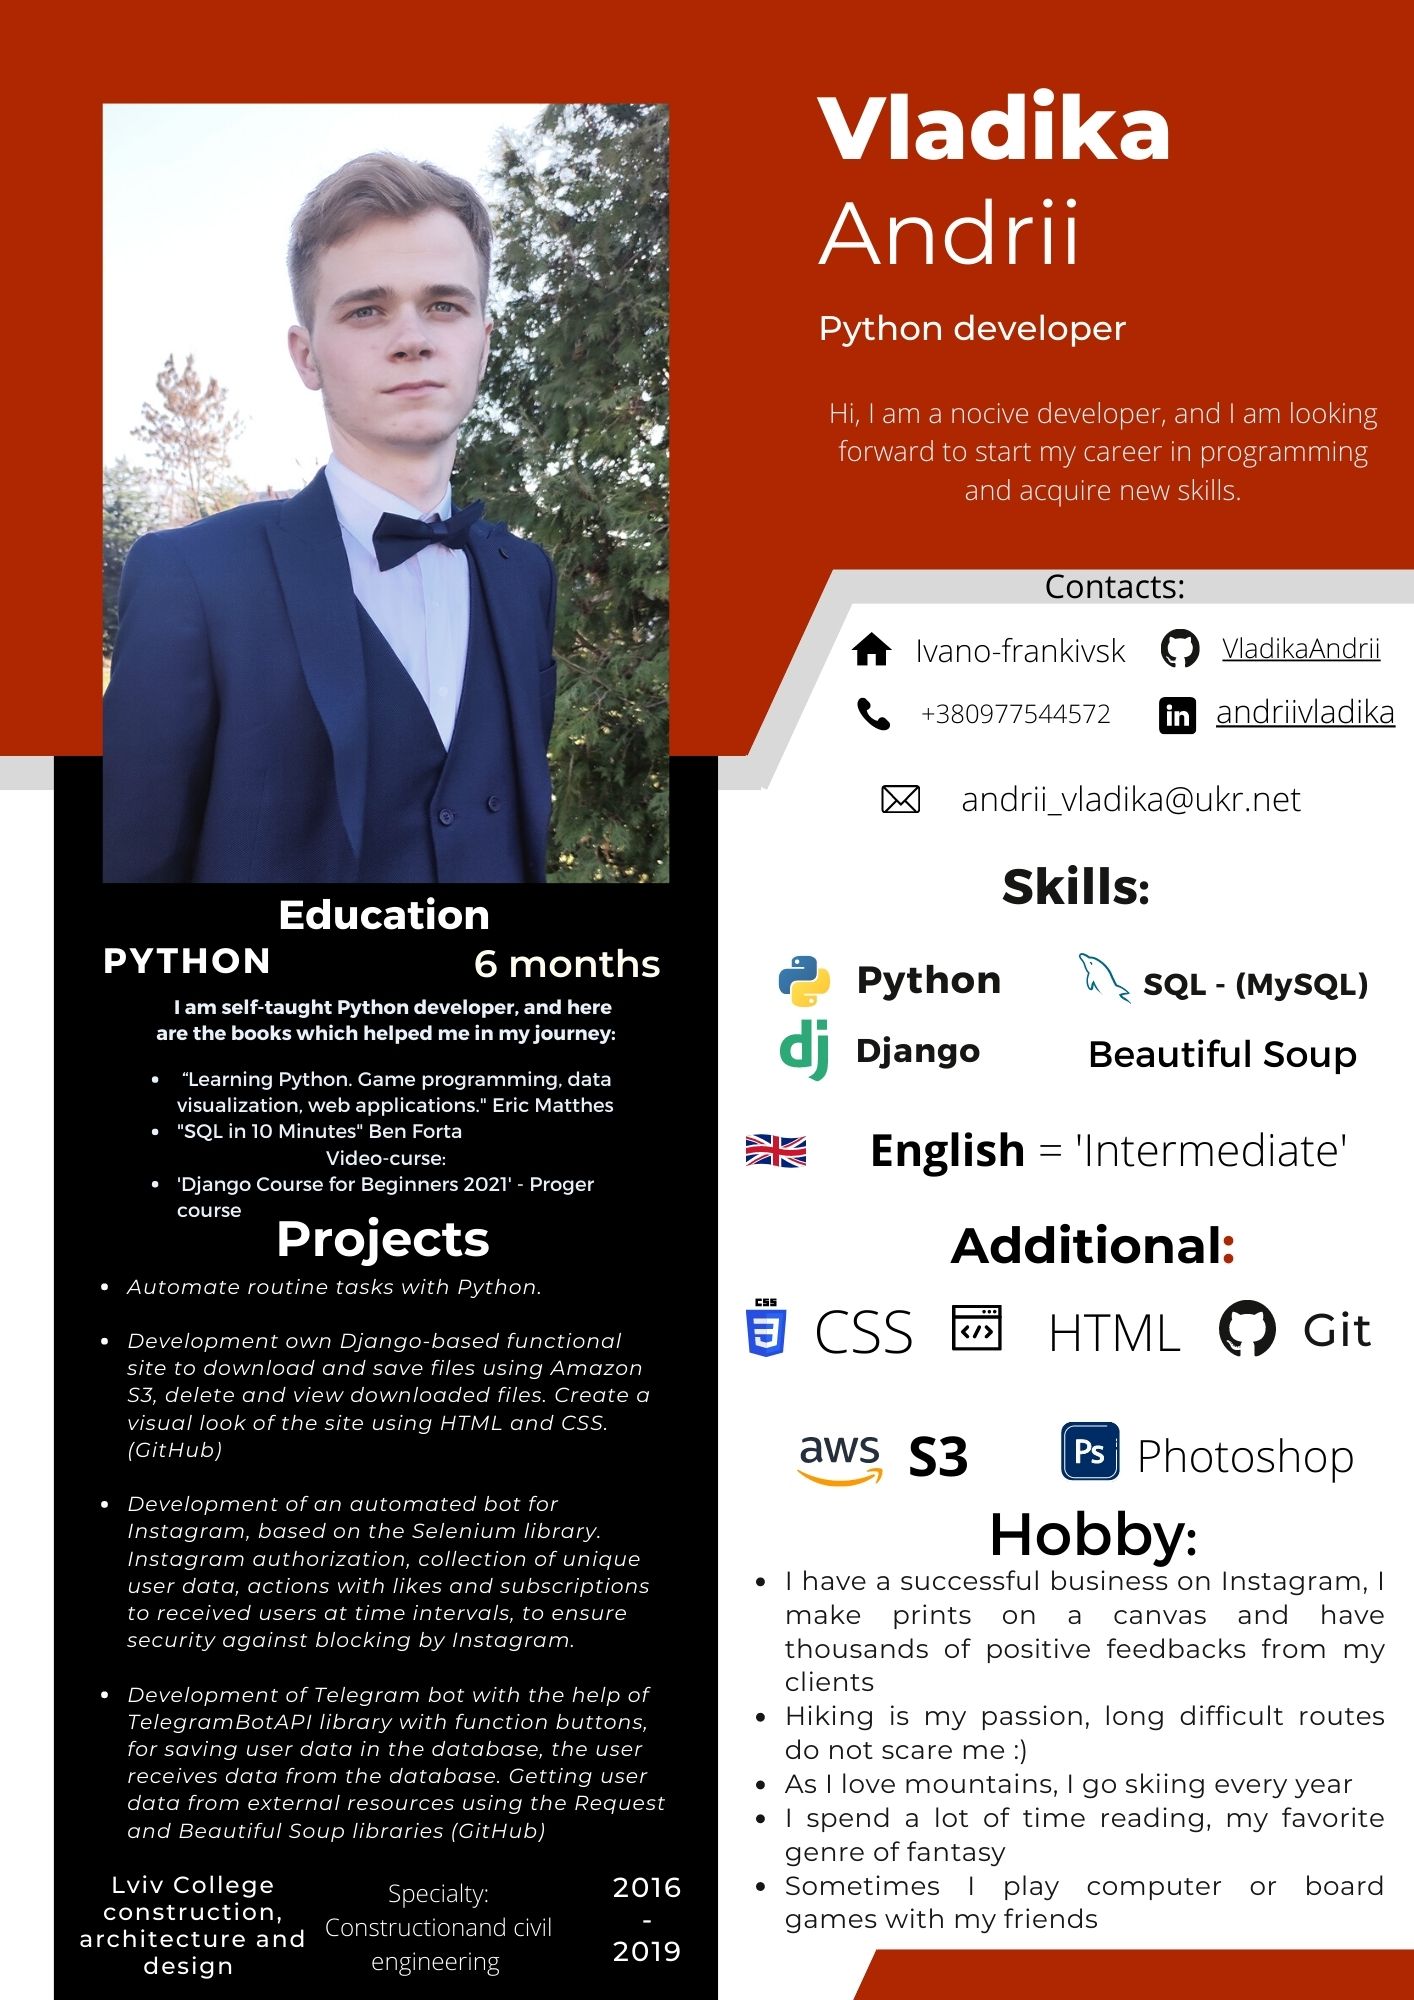 Vladika
Andrii
Python developer
Hi, I am a nocive developer, and I am looking
forward to start my career in programming
and acquire new skills.
Contacts:
Ivano-frankivsk
VladikaAndrii
+380977544572
in
andriivladika
andrii_vladika@ukr.net
Education
PYTHON
6 months
I am self-taught Python developer, and here
are the books which helped me in my journey:
• “Learning Python. Game programming, data
visualization, web applications." Eric Matthes
• "SQL in 10 Minutes" Ben Forta
Video-curse:
• 'Django Course for Beginners 2021' - Proger
course
Projects
• Automate routine tasks with Python.
• Development own Django-based functional
site to download and save files using Amazon
S3, delete and view downloaded files. Create a
visual look of the site using HTML and CSS.
(GitHub)
• Development of an automated bot for
Instagram, based on the Selenium library.
Instagram authorization, collection of unique
user data, actions with likes and subscriptions
to received users at time intervals, to ensure
security against blocking by Instagram.
• Development of Telegram bot with the help of
TelegramBotAPI library with function buttons,
for saving user data in the database, the user
receives data from the database. Getting user
data from external resources using the Request
and Beautiful Soup libraries (GitHub)
Lviv College
construction,
architecture and
design
Specialty:
Constructionand civil
engineering
2016
-
2019
Skills:
Python
SQL - (MySQL)
dj
Django
Beautiful Soup
English = 'Intermediate'
Additional:
CSS
CSS
</>
HTML
Git
aws
S3
Ps
Photoshop
Hobby:
• I have a successful business on Instagram, I
make prints on a canvas and have
thousands of positive feedbacks from my
clients
• Hiking is my passion, long difficult routes
do not scare me :)
• As I love mountains, I go skiing every year
• I spend a lot of time reading, my favorite
genre of fantasy
• Sometimes I play computer or board
games with my friends